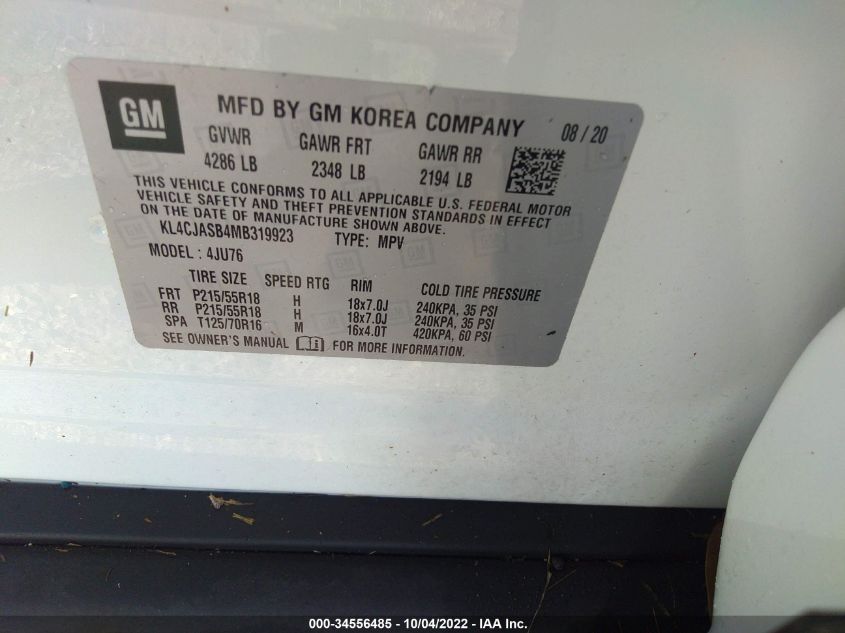 GM
MFD BY GM KOREA COMPANY 08 / 20
GVWR GAWR FRT GAWR RR
4286 LB 2348 LB 2194 LB
THIS VEHICLE CONFORMS TO ALL APPLICABLE U.S. FEDERAL MOTOR
VEHICLE SAFETY AND THEFT PREVENTION STANDARDS IN EFFECT
ON THE DATE OF MANUFACTURE SHOWN ABOVE.
KL4CJASB4MB319923 TYPE: MPV
MODEL : 4JU76
TIRE SIZE SPEED RTG RIM COLD TIRE PRESSURE
FRT P215/55R18 H 18x7.0J 240KPA, 35 PSI
RR P215/55R18 H 18x7.0J 240KPA, 35 PSI
SPA T125/70R16 M 16x4.0T 420KPA, 60 PSI
SEE OWNER'S MANUAL FOR MORE INFORMATION.
000-34556485 - 10/04/2022 - IAA Inc.